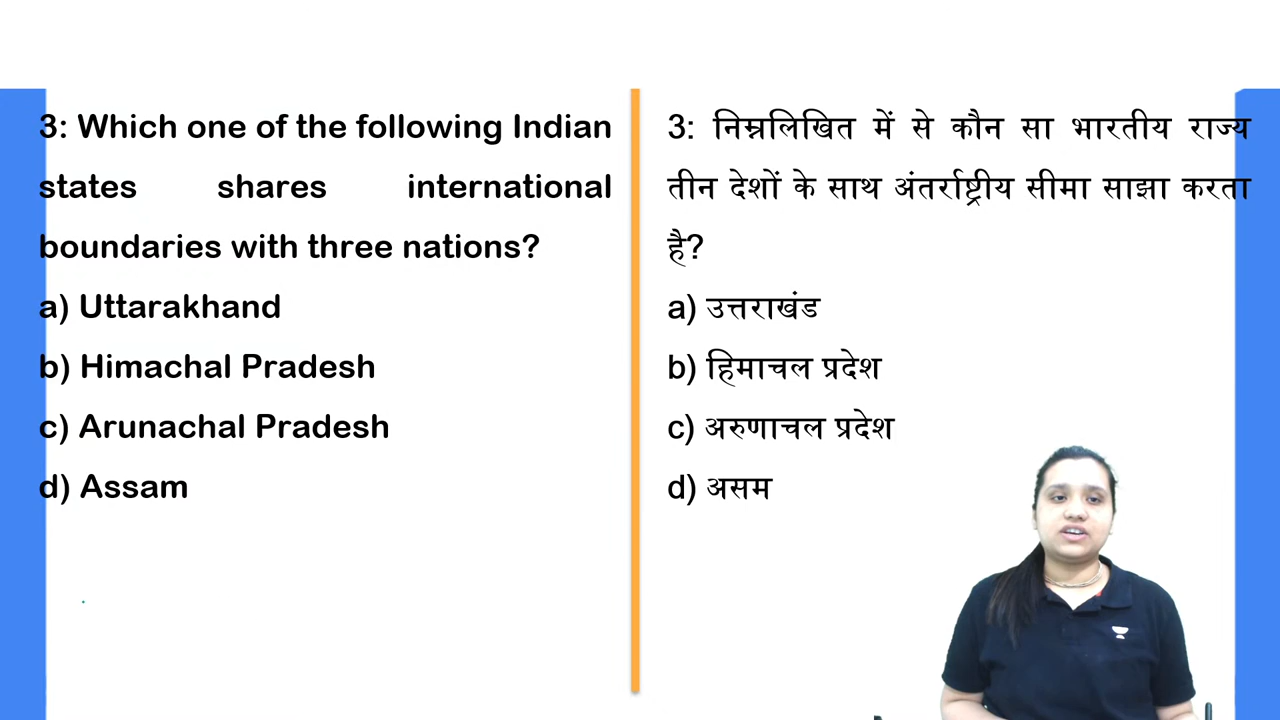 3: Which one of the following Indian
states shares international
boundaries with three nations?
a) Uttarakhand
b) Himachal Pradesh
c) Arunachal Pradesh
d) Assam
3: निम्नलिखित में से कौन सा भारतीय राज्य
तीन देशों के साथ अंतर्राष्ट्रीय सीमा साझा करता
है?
a) उत्तराखंड
b) हिमाचल प्रदेश
c) अरुणाचल प्रदेश
d) असम